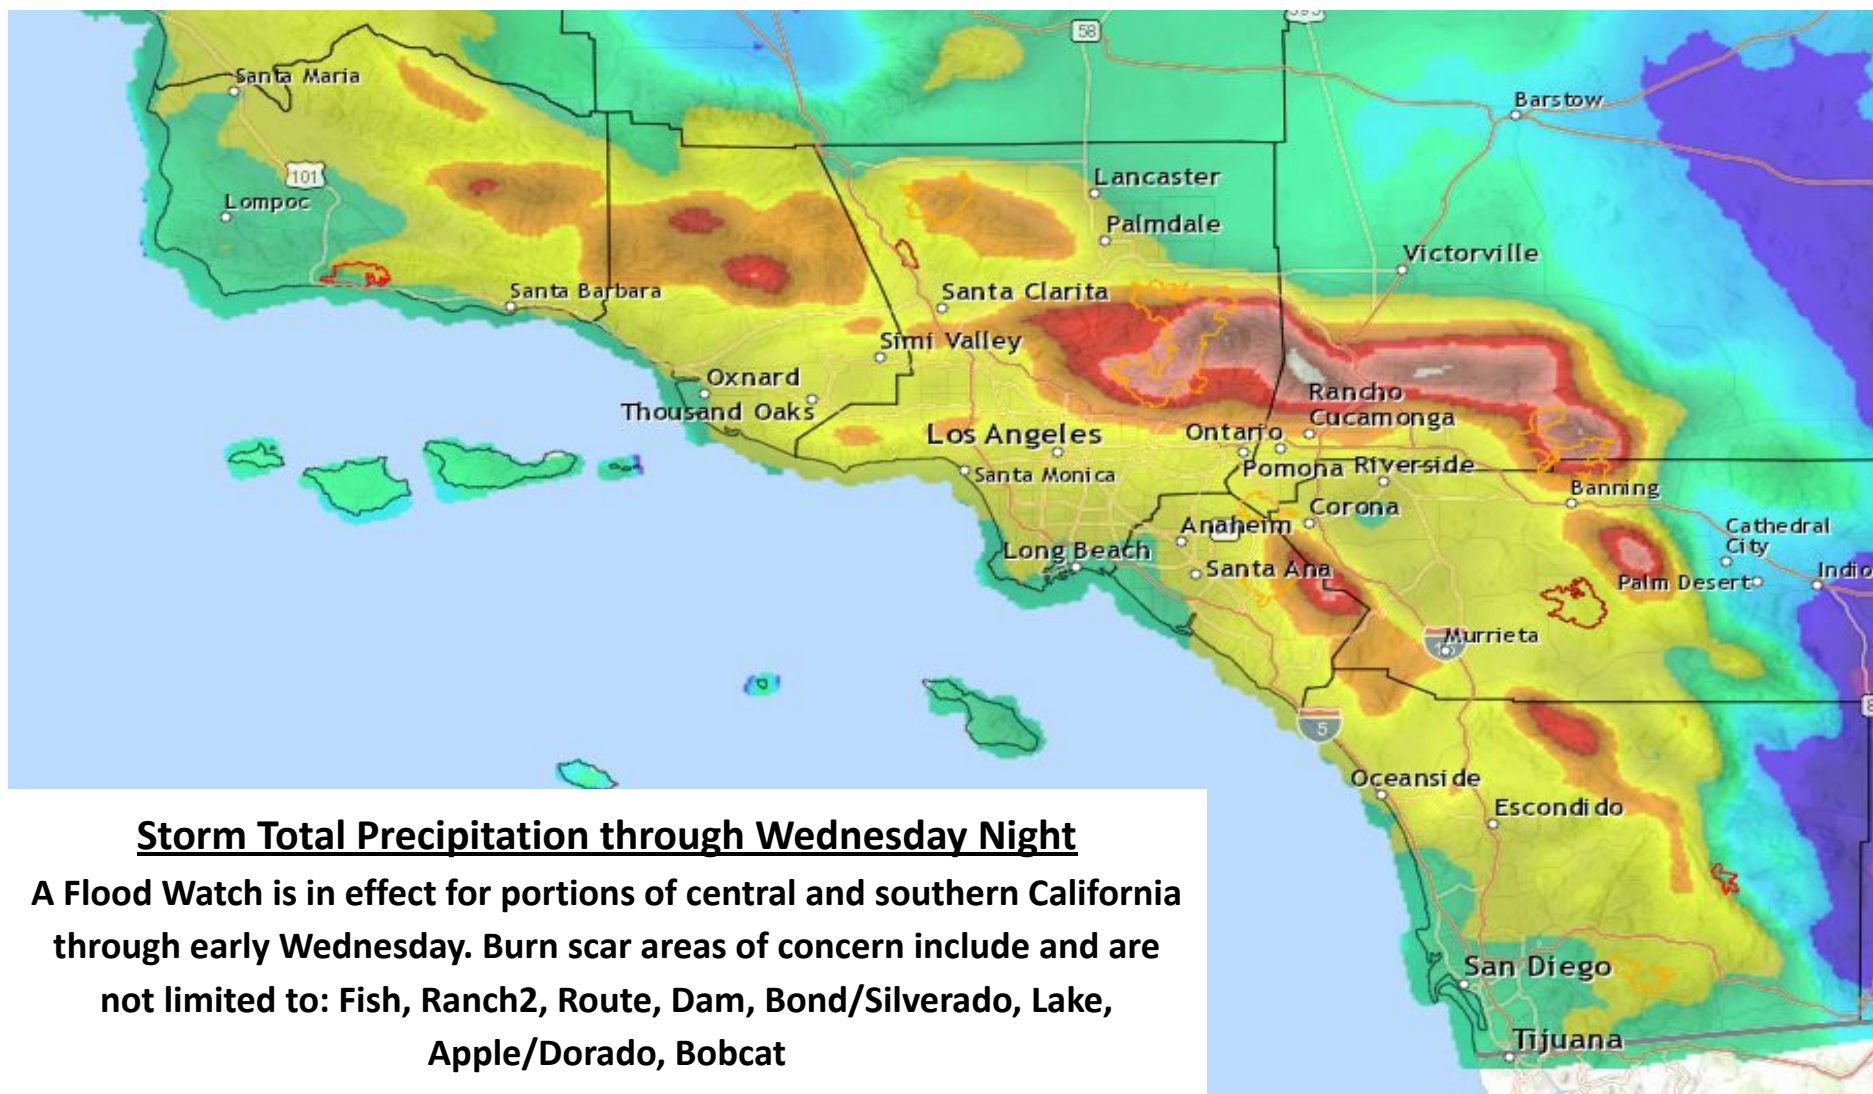 58
395
Santa Maria
Barstow
101
Lancaster
Lompoc
Palmdale
Victorville
Santa Barbara
Santa Clarita
Simi Valley
Oxnard
Rancho
Cucamonga
Thousand Oaks
Los Angeles
Ontario
Pomona
Riverside
Santa Monica
Banning
Corona
Anaheim
Cathedral
City
Long Beach
Santa Ana
Palm Desert
Indio
Murrieta
8
5
Oceanside
Escondido
San Diego
Tijuana
Storm Total Precipitation through Wednesday Night
A Flood Watch is in effect for portions of central and southern California
through early Wednesday. Burn scar areas of concern include and are
not limited to: Fish, Ranch2, Route, Dam, Bond/Silverado, Lake,
Apple/Dorado, Bobcat